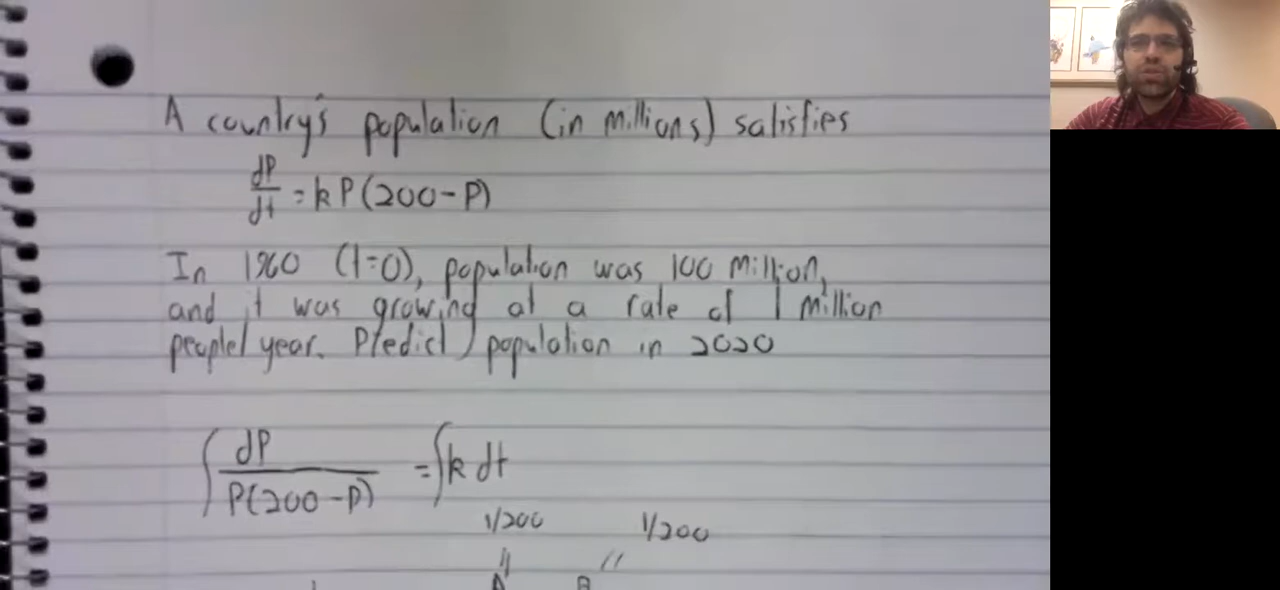 A country's population (in millions) satisfies
dP/dt = kP(200-P)
In 1960 (t=0), population was 100 million,
and it was growing at a rate of 1 million
people/year. Predict population in 2020
∫ dP/P(200-P) = ∫k dt
1/200 1/200
" "
A B